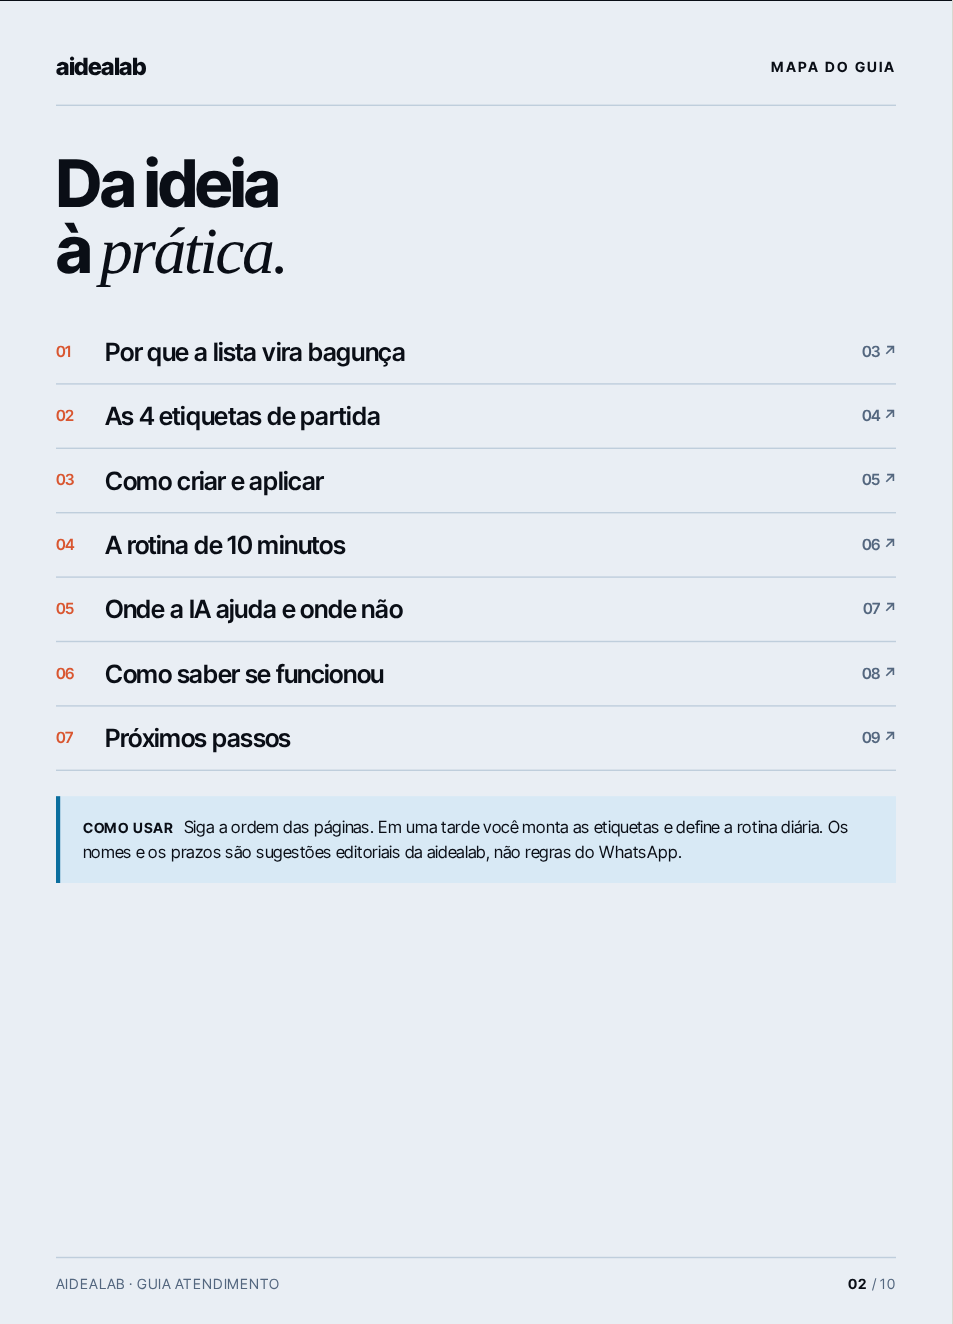 aidealab
MAPA DO GUIA
Da ideia
à prática.
01 Por que a lista vira bagunça 03 ↗
02 As 4 etiquetas de partida 04 ↗
03 Como criar e aplicar 05 ↗
04 A rotina de 10 minutos 06 ↗
05 Onde a IA ajuda e onde não 07 ↗
06 Como saber se funcionou 08 ↗
07 Próximos passos 09 ↗
COMO USAR Siga a ordem das páginas. Em uma tarde você monta as etiquetas e define a rotina diária. Os
nomes e os prazos são sugestões editoriais da aidealab, não regras do WhatsApp.
AIDEALAB · GUIA ATENDIMENTO
02 / 10